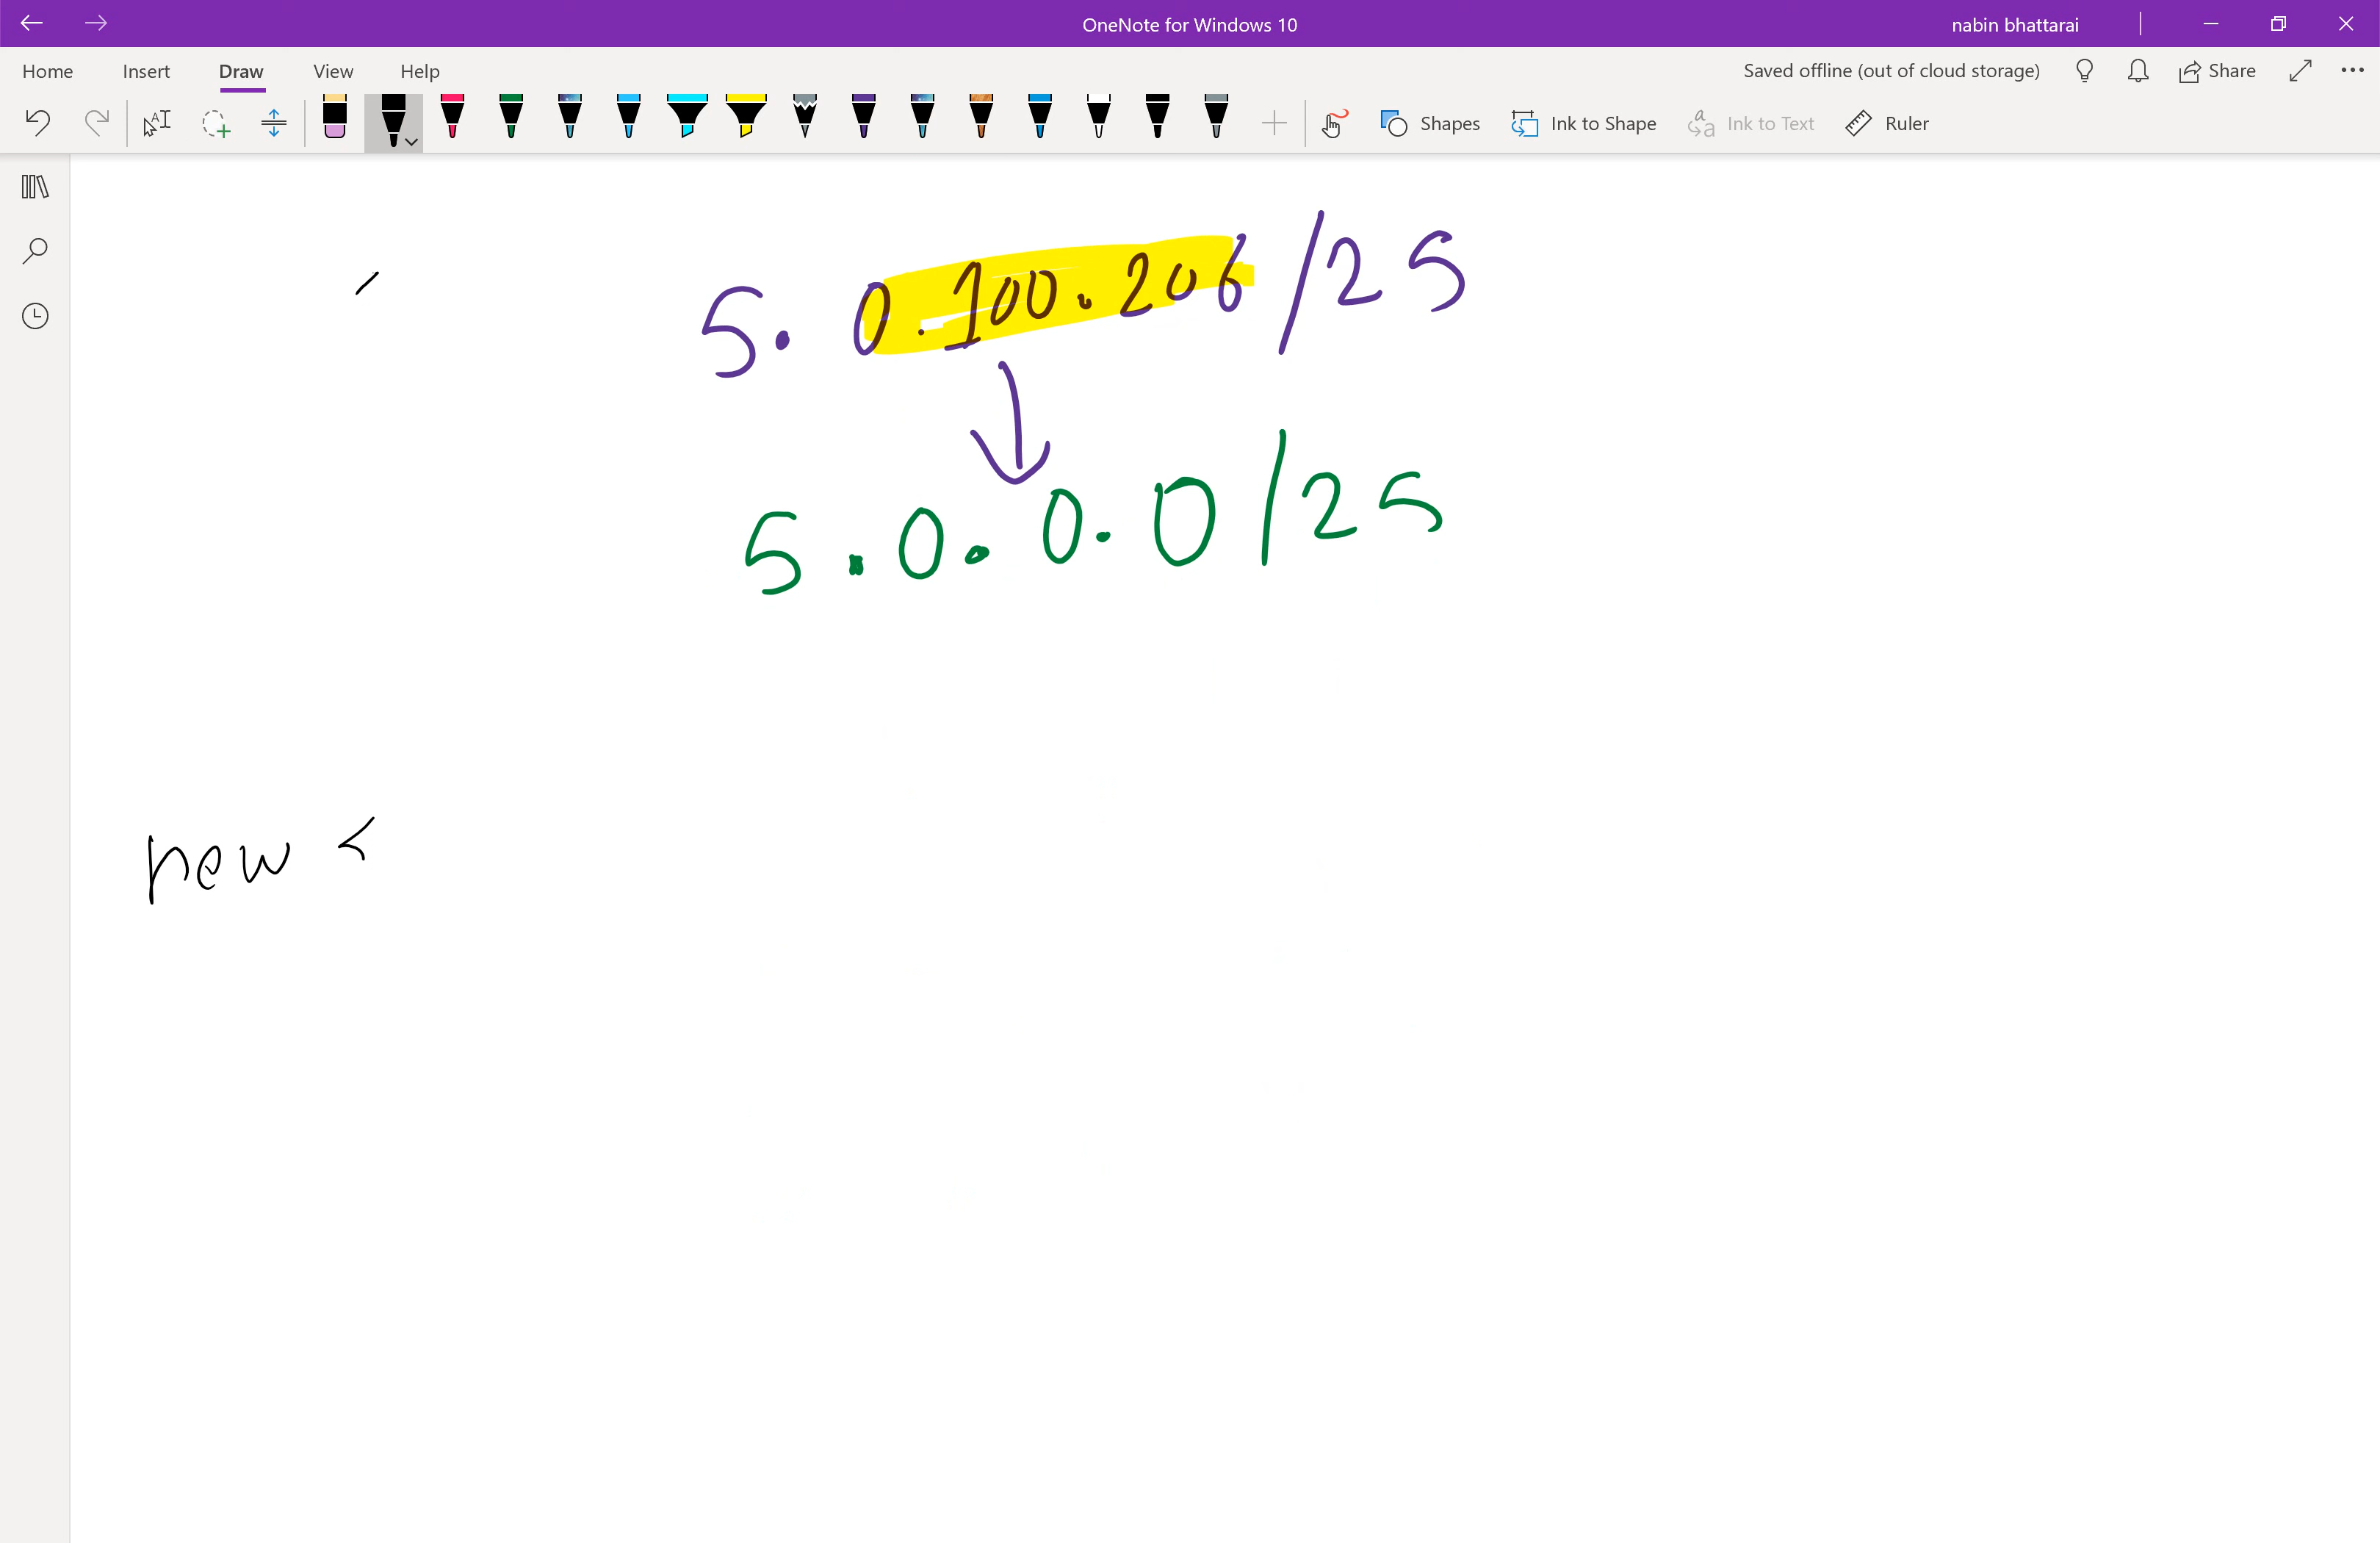 OneNote for Windows 10
nabin bhattarai
Home Insert Draw View Help
Saved offline (out of cloud storage)
Share
Shapes Ink to Shape Ink to Text Ruler
5.0.100.206/25
5.0.0.0/25
new <